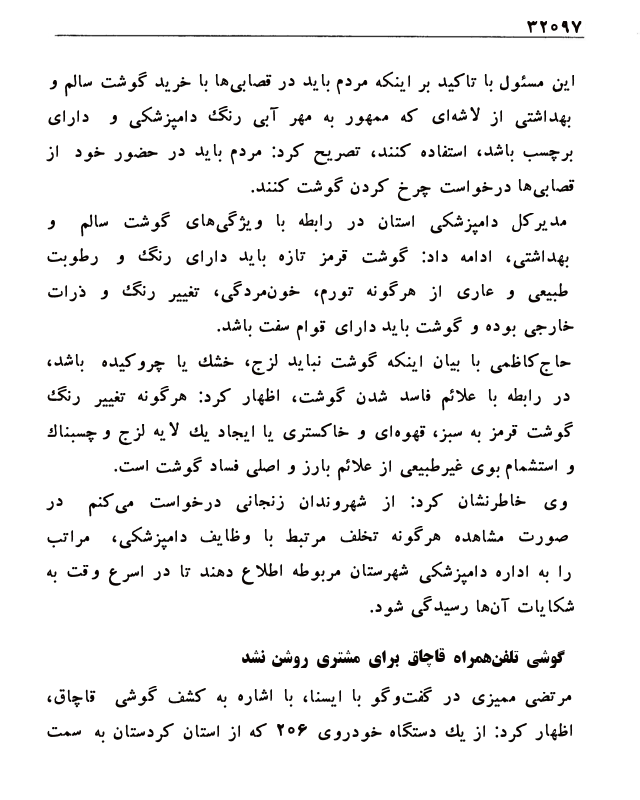 ۳۲۰۹۷
این مسئول با تاکید بر اینکه مردم باید در قصابی‌ها با خرید گوشت سالم و
بهداشتی از لاشه‌ای که ممهور به مهر آبی رنگ دامپزشکی و دارای
برچسب باشد، استفاده کنند، تصریح کرد: مردم باید در حضور خود از
قصابی‌ها درخواست چرخ کردن گوشت کنند.
مدیرکل دامپزشکی استان در رابطه با ویژگی‌های گوشت سالم و
بهداشتی، ادامه داد: گوشت قرمز تازه باید دارای رنگ و رطوبت
طبیعی و عاری از هرگونه تورم، خون‌مردگی، تغییر رنگ و ذرات
خارجی بوده و گوشت باید دارای قوام سفت باشد.
حاج‌کاظمی با بیان اینکه گوشت نباید لزج، خشك یا چروکیده باشد،
در رابطه با علائم فاسد شدن گوشت، اظهار کرد: هرگونه تغییر رنگ
گوشت قرمز به سبز، قهوه‌ای و خاکستری یا ایجاد یك لایه لزج و چسبناك
و استشمام بوی غیرطبیعی از علائم بارز و اصلی فساد گوشت است.
وی خاطرنشان کرد: از شهروندان زنجانی درخواست می‌کنم در
صورت مشاهده هرگونه تخلف مرتبط با وظایف دامپزشکی، مراتب
را به اداره دامپزشکی شهرستان مربوطه اطلاع دهند تا در اسرع وقت به
شکایات آن‌ها رسیدگی شود.
گوشی تلفن‌همراه قاچاق برای مشتری روشن نشد
مرتضی ممیزی در گفت‌وگو با ایسنا، با اشاره به کشف گوشی قاچاق،
اظهار کرد: از یك دستگاه خودروی ۲۰۶ که از استان کردستان به سمت